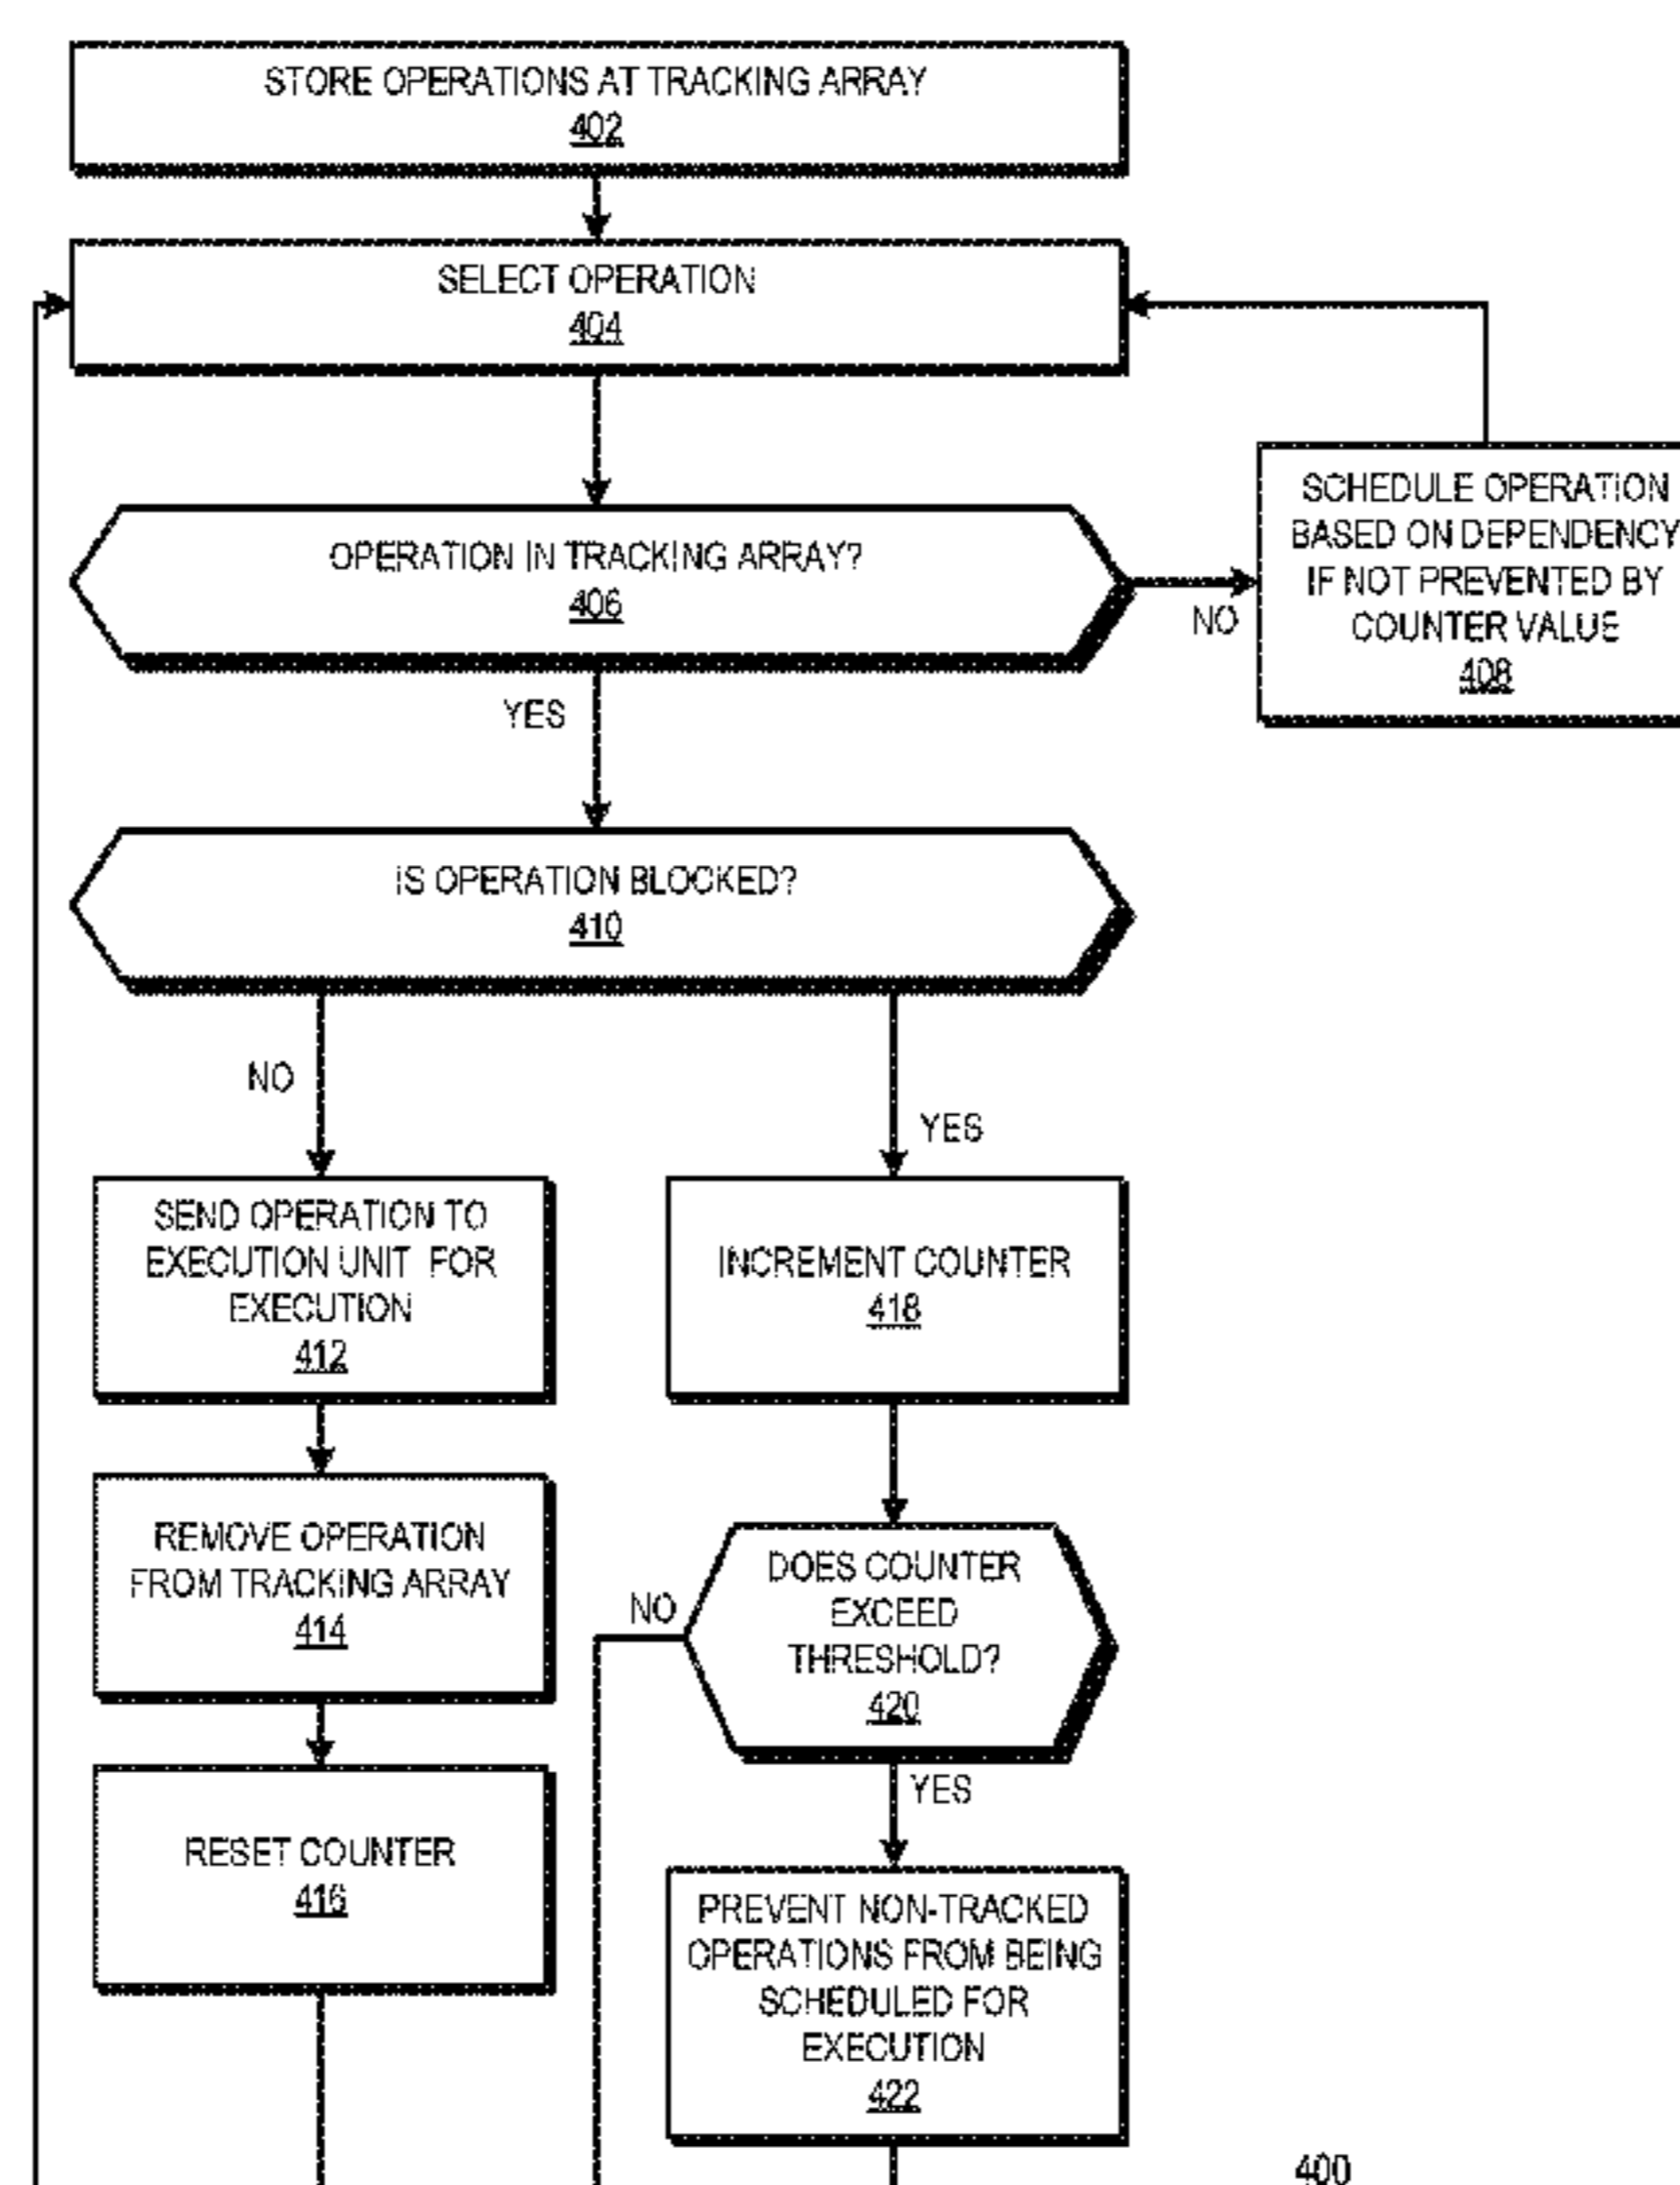 STORE OPERATIONS AT TRACKING ARRAY
402
SELECT OPERATION
404
OPERATION IN TRACKING ARRAY?
406
NO
SCHEDULE OPERATION
BASED ON DEPENDENCY
IF NOT PREVENTED BY
COUNTER VALUE
408
YES
IS OPERATION BLOCKED?
410
NO
YES
SEND OPERATION TO
EXECUTION UNIT FOR
EXECUTION
412
INCREMENT COUNTER
418
REMOVE OPERATION
FROM TRACKING ARRAY
414
NO
DOES COUNTER
EXCEED
THRESHOLD?
420
YES
RESET COUNTER
416
PREVENT NON-TRACKED
OPERATIONS FROM BEING
SCHEDULED FOR
EXECUTION
422
400